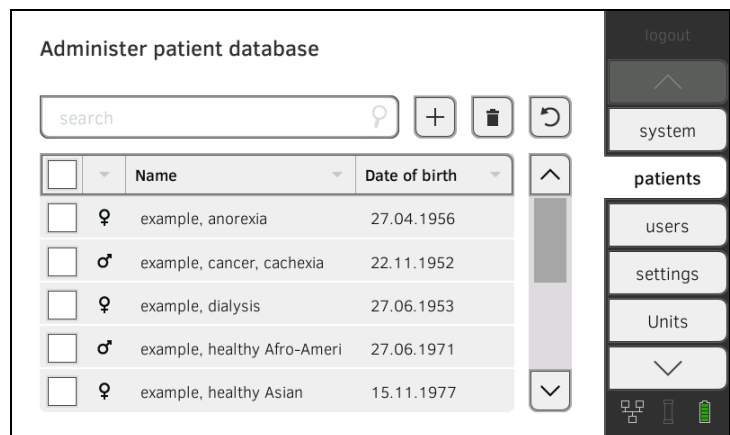 Administer patient database
search
Name Date of birth
♀ example, anorexia 27.04.1956
♂ example, cancer, cachexia 22.11.1952
♀ example, dialysis 27.06.1953
♂ example, healthy Afro-Ameri 27.06.1971
♀ example, healthy Asian 15.11.1977
logout
system
patients
users
settings
Units